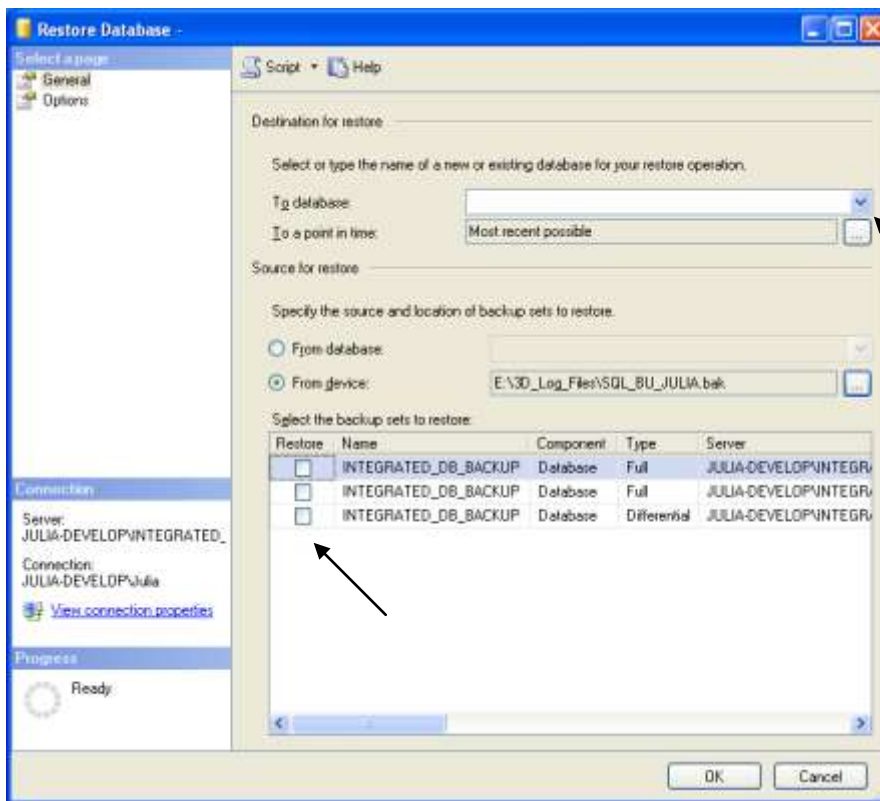 Restore Database -
Select a page
General
Options
Script Help
Destination for restore
Select or type the name of a new or existing database for your restore operation.
To database:
To a point in time: Most recent possible
...
Source for restore
Specify the source and location of backup sets to restore.
From database:
From device: E:\3D_Log_Files\SQL_BU_JULIA.bak
...
Select the backup sets to restore:
Restore Name Component Type Server
INTEGRATED_DB_BACKUP Database Full JULIA-DEVELOP\INTEGRA
INTEGRATED_DB_BACKUP Database Full JULIA-DEVELOP\INTEGRA
INTEGRATED_DB_BACKUP Database Differential JULIA-DEVELOP\INTEGRA
Connection
Server:
JULIA-DEVELOP\INTEGRATED_
Connection:
JULIA-DEVELOP\Julia
View connection properties
Progress
Ready
OK Cancel